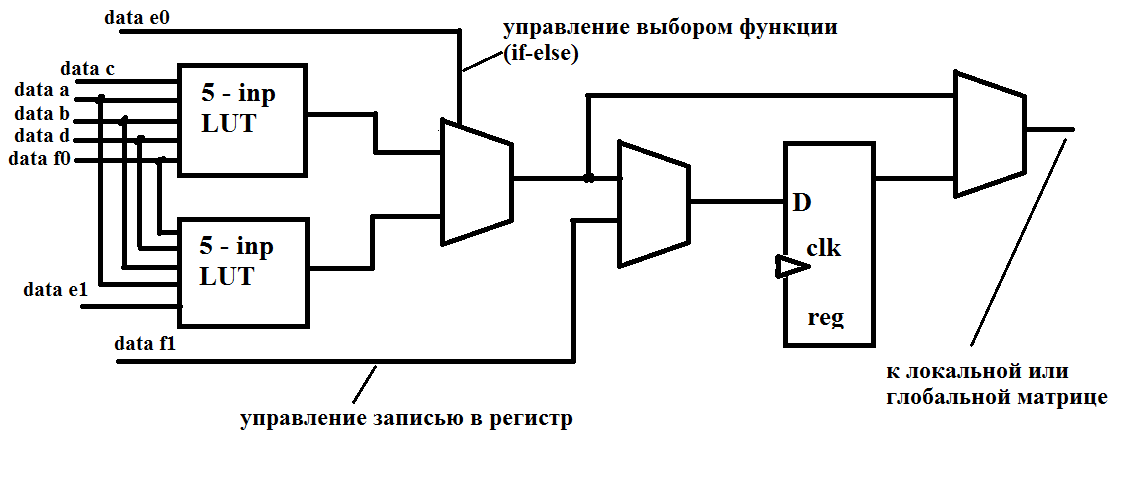 data e0
управление выбором функции
(if-else)
data c
data a
data b
data d
data f0
5 - inp
LUT
D
clk
reg
5 - inp
LUT
data e1
data f1
к локальной или
глобальной матрице
управление записью в регистр